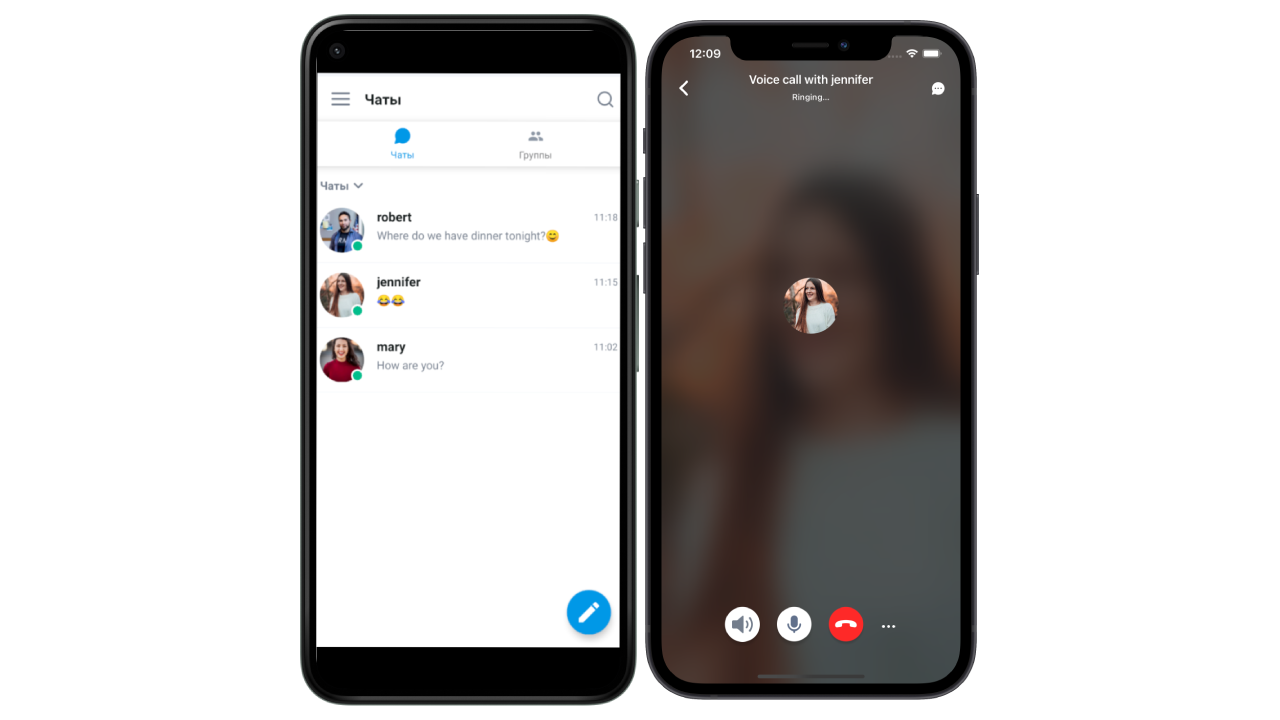 Чаты
Чаты
Группы
Чаты
robert
11:18
Where do we have dinner tonight?😊
jennifer
11:15
😂😂
mary
11:02
How are you?
12:09
Voice call with jennifer
Ringing...